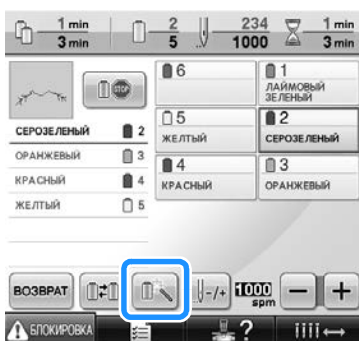 1 min
3 min
2
5
234
1000
1 min
3 min
6
1
ЛАЙМОВЫЙ
ЗЕЛЕНЫЙ
STOP
5
ЖЕЛТЫЙ
2
СЕРОЗЕЛЕНЫЙ
СЕРОЗЕЛЕНЫЙ 2
ОРАНЖЕВЫЙ 3
КРАСНЫЙ 4
ЖЕЛТЫЙ 5
4
КРАСНЫЙ
3
ОРАНЖЕВЫЙ
ВОЗВРАТ
-/+
1000
spm
- +
БЛОКИРОВКА
?